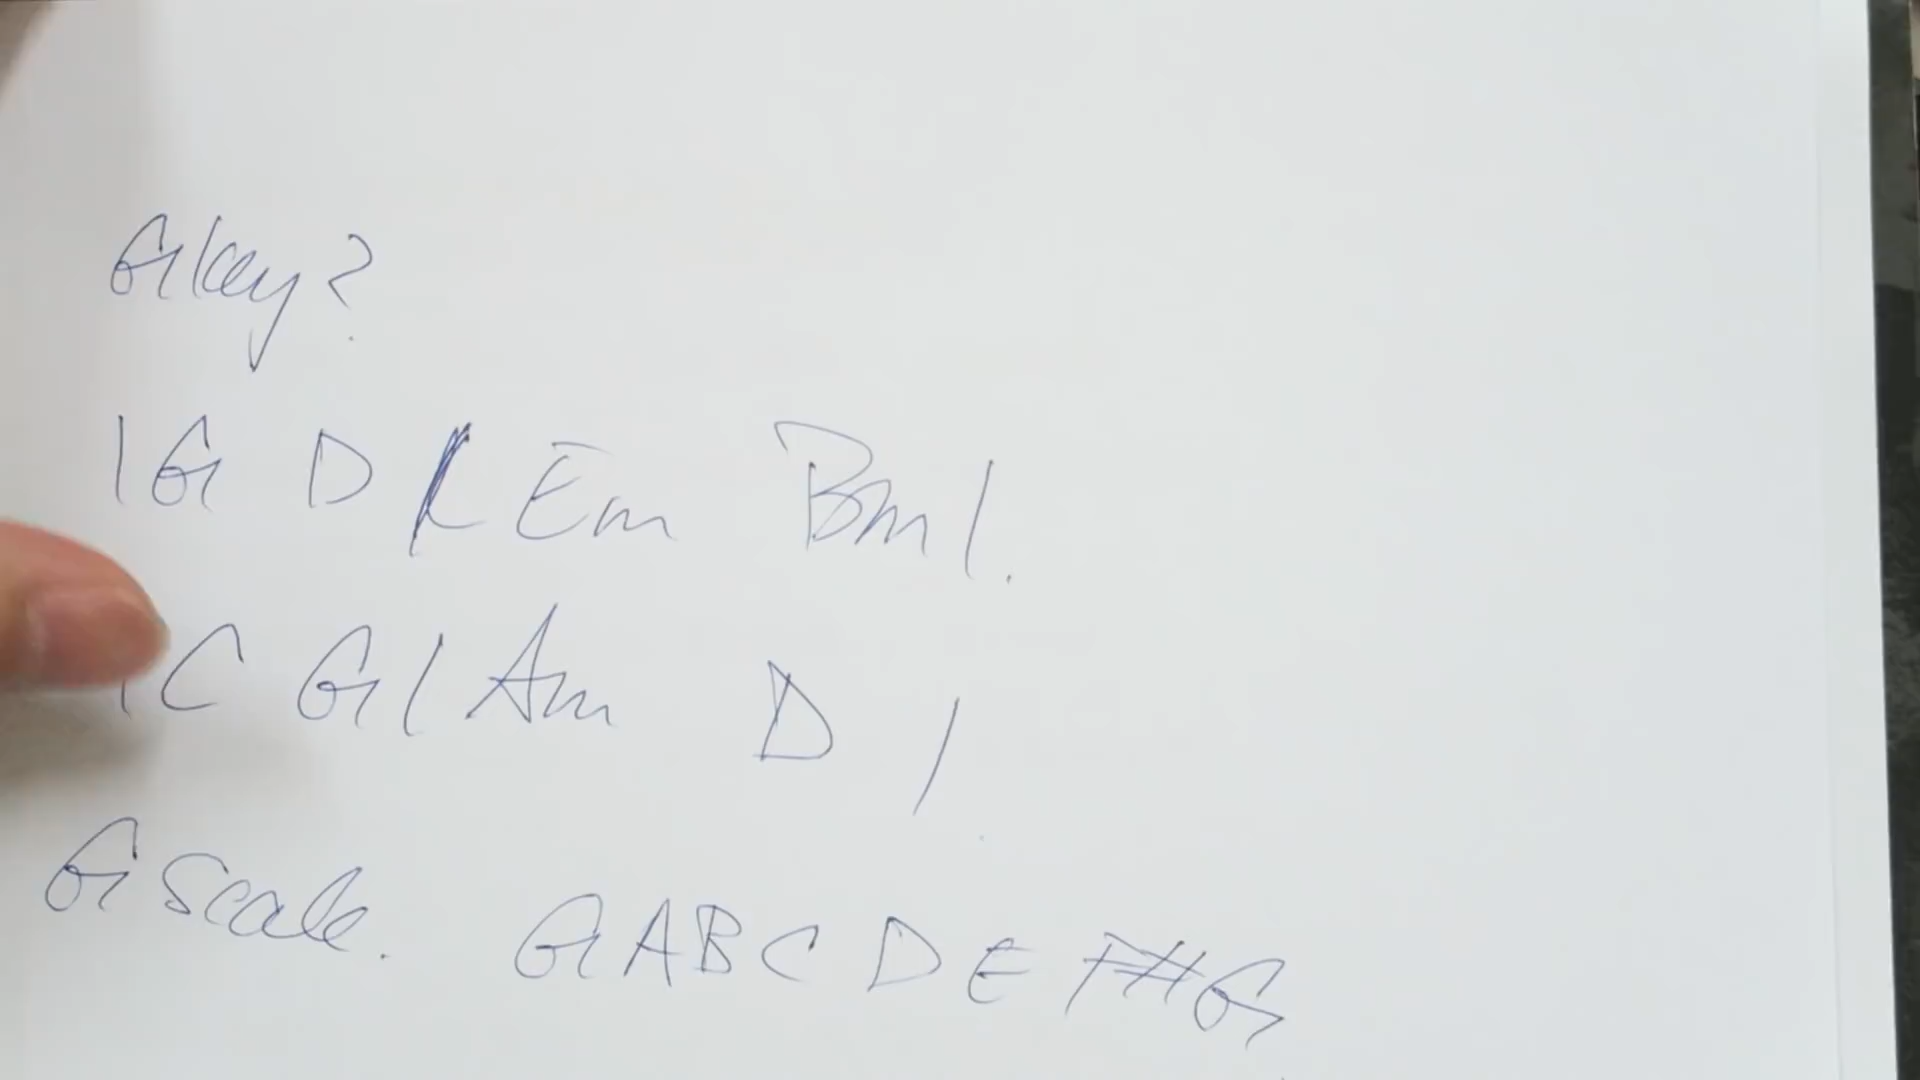 G key?
| G D | Em Bm |.
| C G | Am D |
G scale. G A B C D E F# G